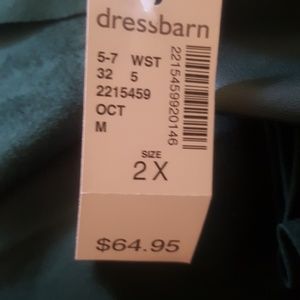 dressbarn
5-7 WST
32 5
2215459
OCT
M
2215459920146
SIZE
2X
$64.95